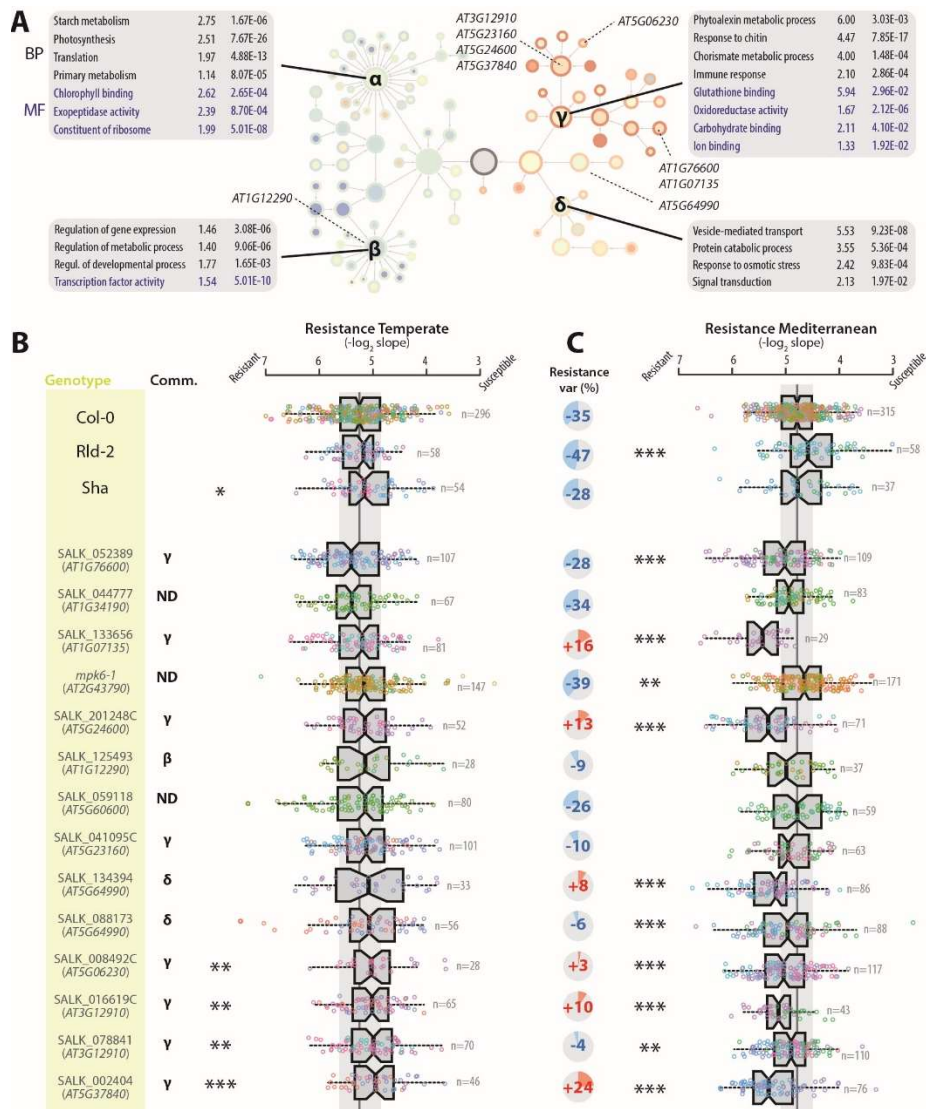 A
Starch metabolism 2.75 1.67E-06
Photosynthesis 2.51 7.67E-26
BP
Translation 1.97 4.88E-13
Primary metabolism 1.14 8.07E-05
MF
Chlorophyll binding 2.62 2.65E-04
Exopeptidase activity 2.39 8.70E-04
Constituent of ribosome 1.99 5.01E-08
α
AT3G12910
AT5G23160
AT5G24600
AT5G37840
AT5G06230
γ
Phytoalexin metabolic process 6.00 3.03E-03
Response to chitin 4.47 7.85E-17
Chorismate metabolic process 4.00 1.48E-04
Immune response 2.10 2.86E-04
Glutathione binding 5.94 2.96E-02
Oxidoreductase activity 1.67 2.12E-06
Carbohydrate binding 2.11 4.10E-02
Ion binding 1.33 1.92E-02
AT1G76600
AT1G07135
AT5G64990
AT1G12290
β
Regulation of gene expression 1.46 3.08E-06
Regulation of metabolic process 1.40 9.06E-06
Regul. of developmental process 1.77 1.65E-03
Transcription factor activity 1.54 5.01E-10
δ
Vesicle-mediated transport 5.53 9.23E-08
Protein catabolic process 3.55 5.36E-04
Response to osmotic stress 2.42 9.83E-04
Signal transduction 2.13 1.97E-02
B
Resistance Temperate
(-log2 slope)
C
Resistance Mediterranean
(-log2 slope)
Genotype Comm. Resistant 7 6 5 4 3 Susceptible
Resistance var (%)
Resistant 7 6 5 4 3 Susceptible
Col-0 n=296 -35 n=315
Rld-2 n=58 -47 *** n=58
Sha * n=54 -28 n=37
SALK_052389 γ n=107 -28 *** n=109
(AT1G76600)
SALK_044777 ND n=67 -34 n=83
(AT1G34190)
SALK_133656 γ n=81 +16 *** n=29
(AT1G07135)
mpk6-1 ND n=147 -39 ** n=171
(AT2G43790)
SALK_201248C γ n=52 +13 *** n=71
(AT5G24600)
SALK_125493 β n=28 -9 n=37
(AT1G12290)
SALK_059118 ND n=80 -26 n=59
(AT5G60600)
SALK_041095C γ n=101 -10 n=63
(AT5G23160)
SALK_134394 δ n=33 +8 *** n=86
(AT5G64990)
SALK_088173 δ n=56 -6 *** n=88
(AT5G64990)
SALK_008492C γ ** n=28 +3 *** n=117
(AT5G06230)
SALK_016619C γ ** n=65 +10 *** n=43
(AT3G12910)
SALK_078841 γ ** n=70 -4 ** n=110
(AT3G12910)
SALK_002404 γ *** n=46 +24 *** n=76
(AT5G37840)